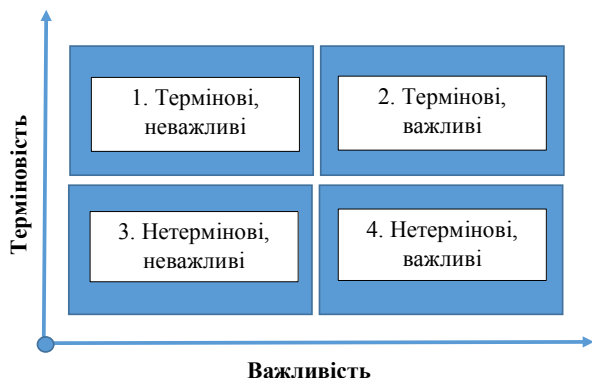 Терміновість
1. Термінові,
неважливі
2. Термінові,
важливі
3. Нетермінові,
неважливі
4. Нетермінові,
важливі
Важливість